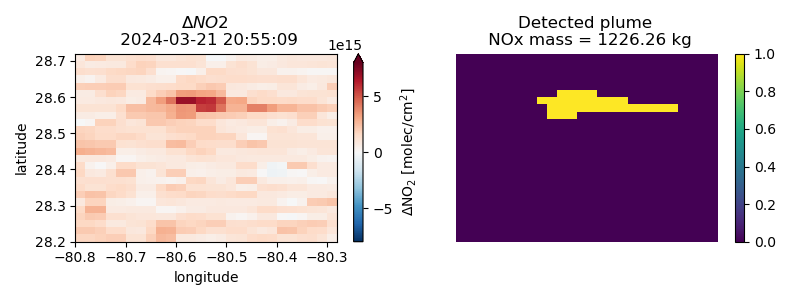 ΔNO2
2024-03-21 20:55:09
1e15
28.7
28.6
28.5
28.4
28.3
28.2
latitude
−80.8 −80.7 −80.6 −80.5 −80.4 −80.3
longitude
5
0
−5
ΔNO₂ [molec/cm²]
Detected plume
NOx mass = 1226.26 kg
1.0
0.8
0.6
0.4
0.2
0.0